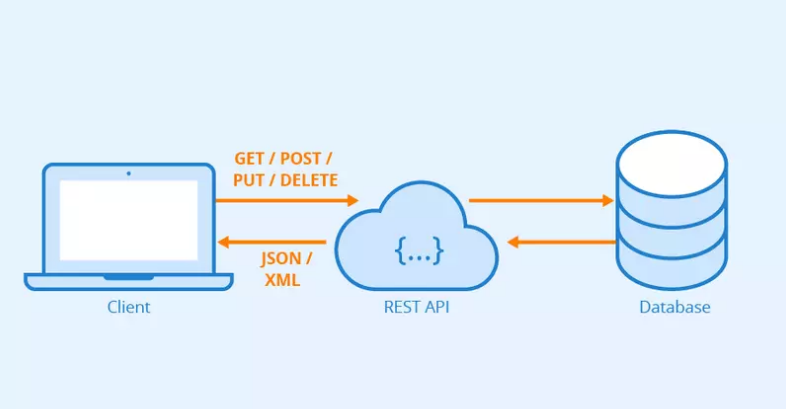 GET / POST /
PUT / DELETE
{...}
JSON /
XML
Client
REST API
Database